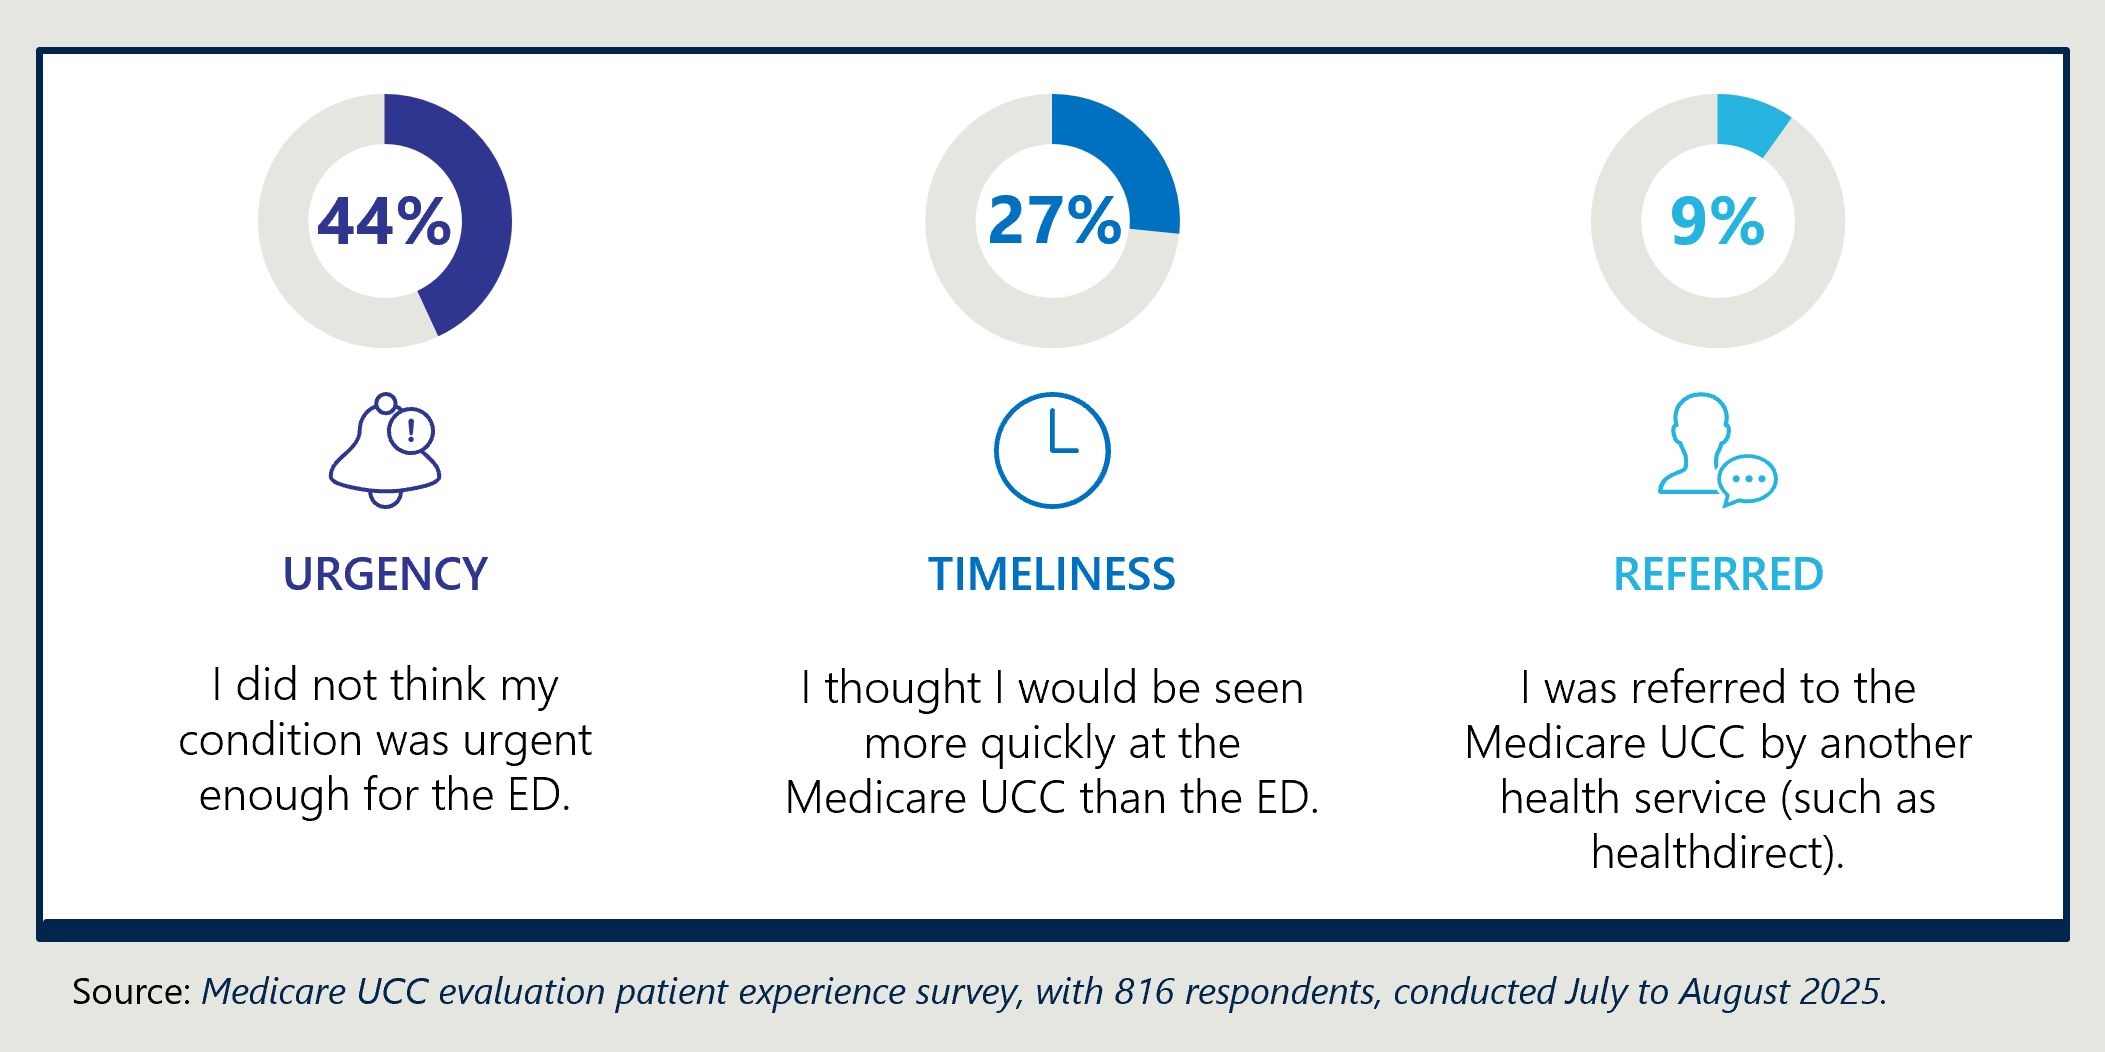 44%
27%
9%
!
URGENCY
I did not think my
condition was urgent
enough for the ED.
TIMELINESS
I thought I would be seen
more quickly at the
Medicare UCC than the ED.
REFERRED
I was referred to the
Medicare UCC by another
health service (such as
healthdirect).
Source: Medicare UCC evaluation patient experience survey, with 816 respondents, conducted July to August 2025.